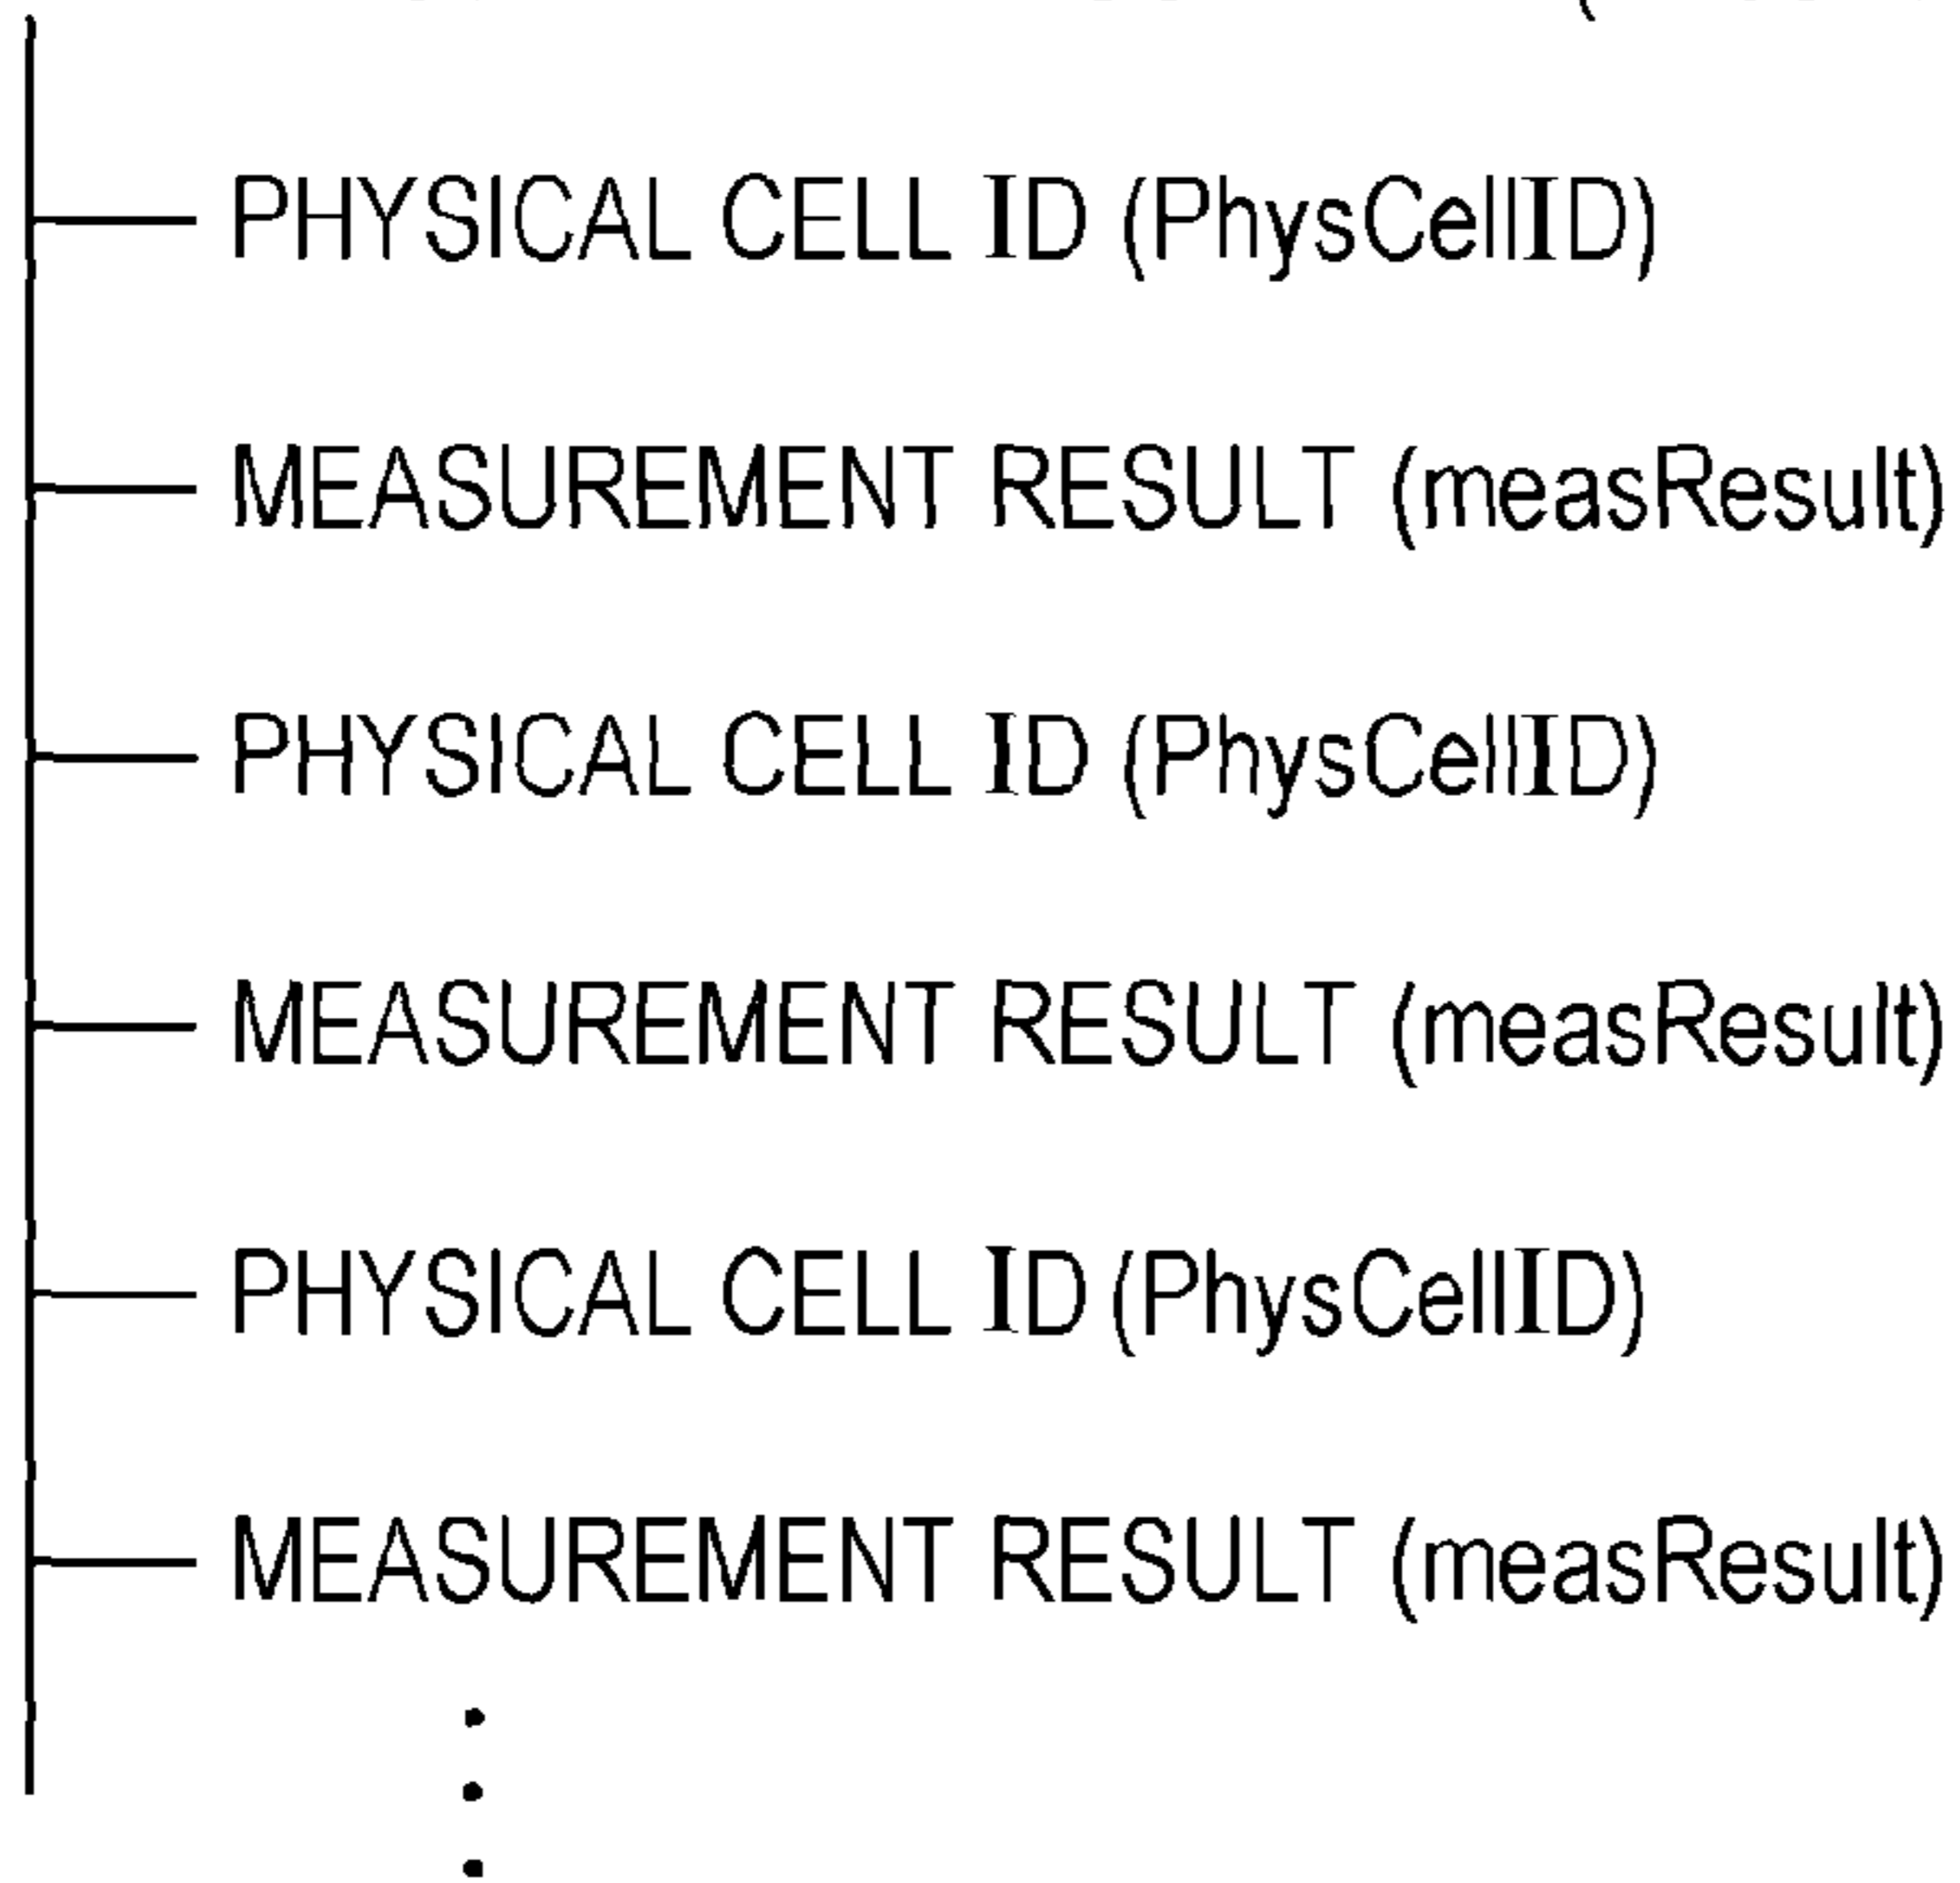 PHYSICAL CELL ID (PhysCellID)
MEASUREMENT RESULT (measResult)
PHYSICAL CELL ID (PhysCellID)
MEASUREMENT RESULT (measResult)
PHYSICAL CELL ID (PhysCellID)
MEASUREMENT RESULT (measResult)